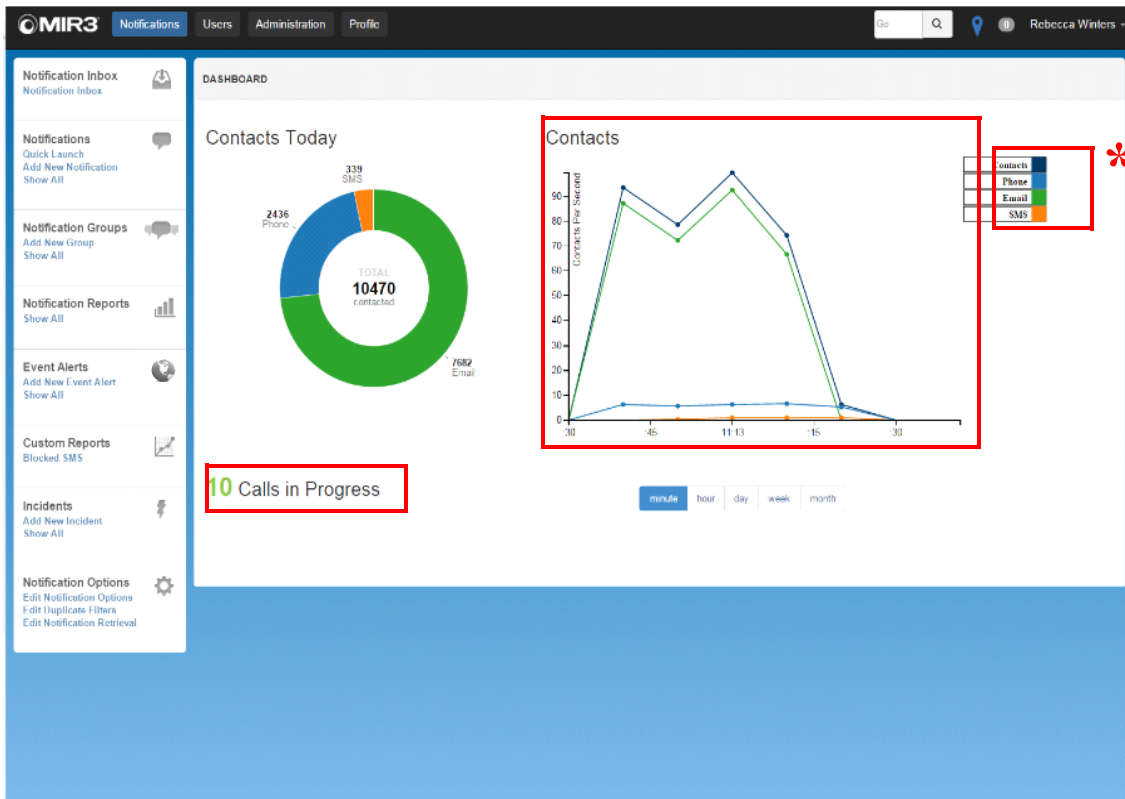 MIR3 Notifications Users Administration Profile Go 0 Rebecca Winters
Notification Inbox
Notification Inbox
Notifications
Quick Launch
Add New Notification
Show All
Notification Groups
Add New Group
Show All
Notification Reports
Show All
Event Alerts
Add New Event Alert
Show All
Custom Reports
Blocked SMS
Incidents
Add New Incident
Show All
Notification Options
Edit Notification Options
Edit Duplicate Filters
Edit Notification Retrieval
DASHBOARD
Contacts Today
339
SMS
2436
Phone
TOTAL
10470
contacted
7682
Email
10 Calls in Progress
Contacts
Contacts Per Second
90
80
70
60
50
40
30
20
10
0
:30 :45 11:13 :15 :30
ontacts
Phone
Email
SMS
*
minute hour day week month